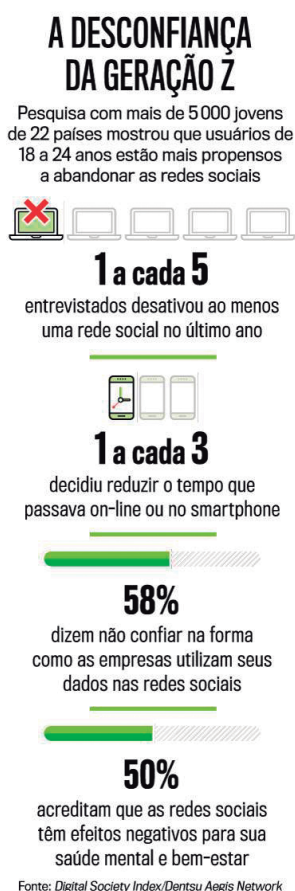 A DESCONFIANÇA
DA GERAÇÃO Z
Pesquisa com mais de 5 000 jovens
de 22 países mostrou que usuários de
18 a 24 anos estão mais propensos
a abandonar as redes sociais
1 a cada 5
entrevistados desativou ao menos
uma rede social no último ano
1 a cada 3
decidiu reduzir o tempo que
passava on-line ou no smartphone
58%
dizem não confiar na forma
como as empresas utilizam seus
dados nas redes sociais
50%
acreditam que as redes sociais
têm efeitos negativos para sua
saúde mental e bem-estar
Fonte: Digital Society Index/Dentsu Aegis Network